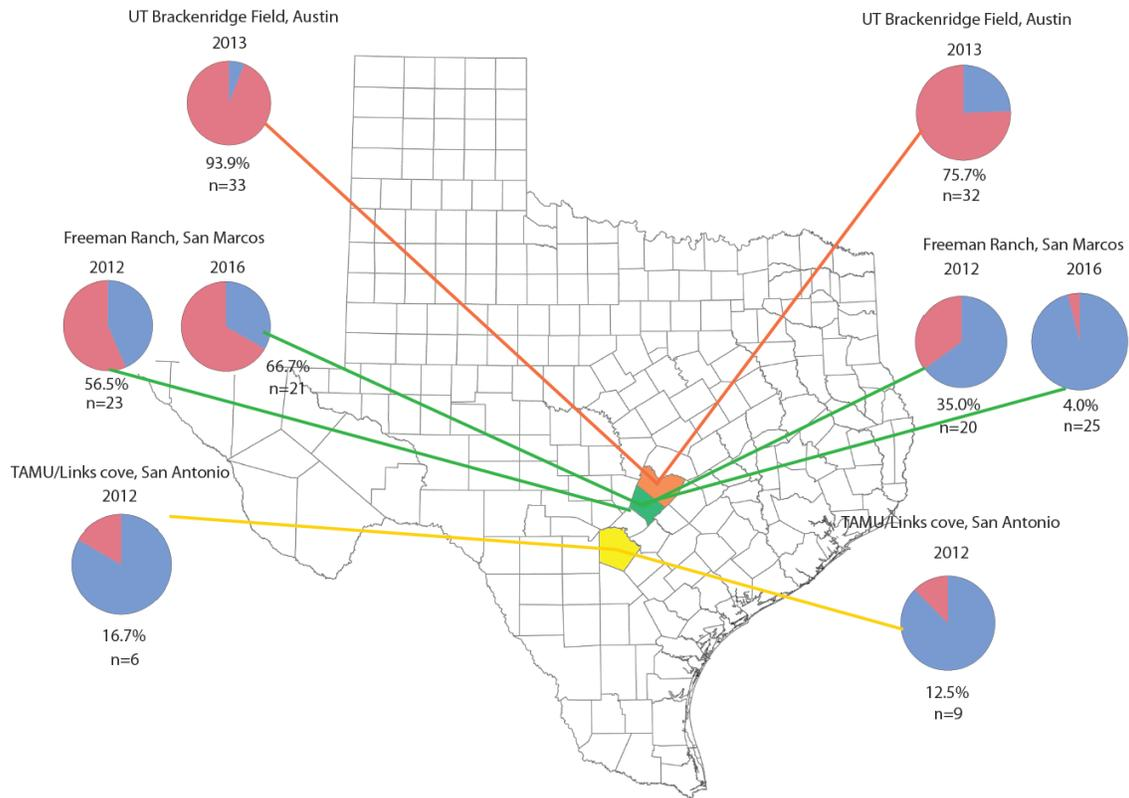 UT Brackenridge Field, Austin
2013
93.9%
n=33
UT Brackenridge Field, Austin
2013
75.7%
n=32
Freeman Ranch, San Marcos
2012
2016
56.5%
n=23
66.7%
n=21
Freeman Ranch, San Marcos
2012
2016
35.0%
n=20
4.0%
n=25
TAMU/Links cove, San Antonio
2012
16.7%
n=6
TAMU/Links cove, San Antonio
2012
12.5%
n=9